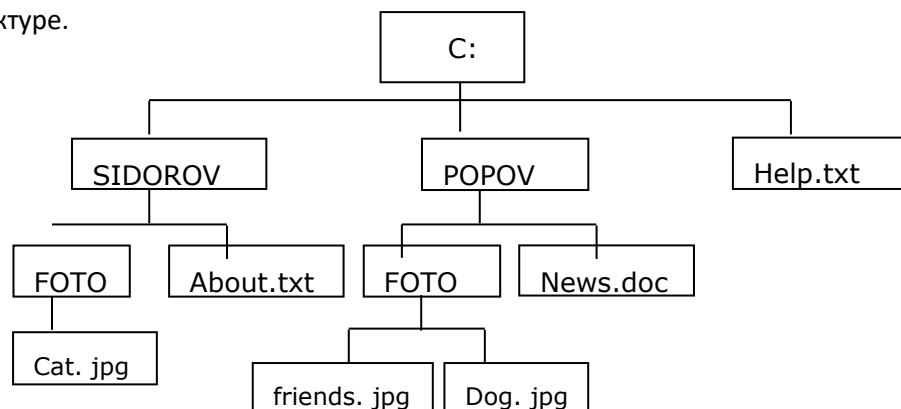 ктуре.
C:
SIDOROV
POPOV
Help.txt
FOTO
About.txt
FOTO
News.doc
Cat. jpg
friends. jpg
Dog. jpg